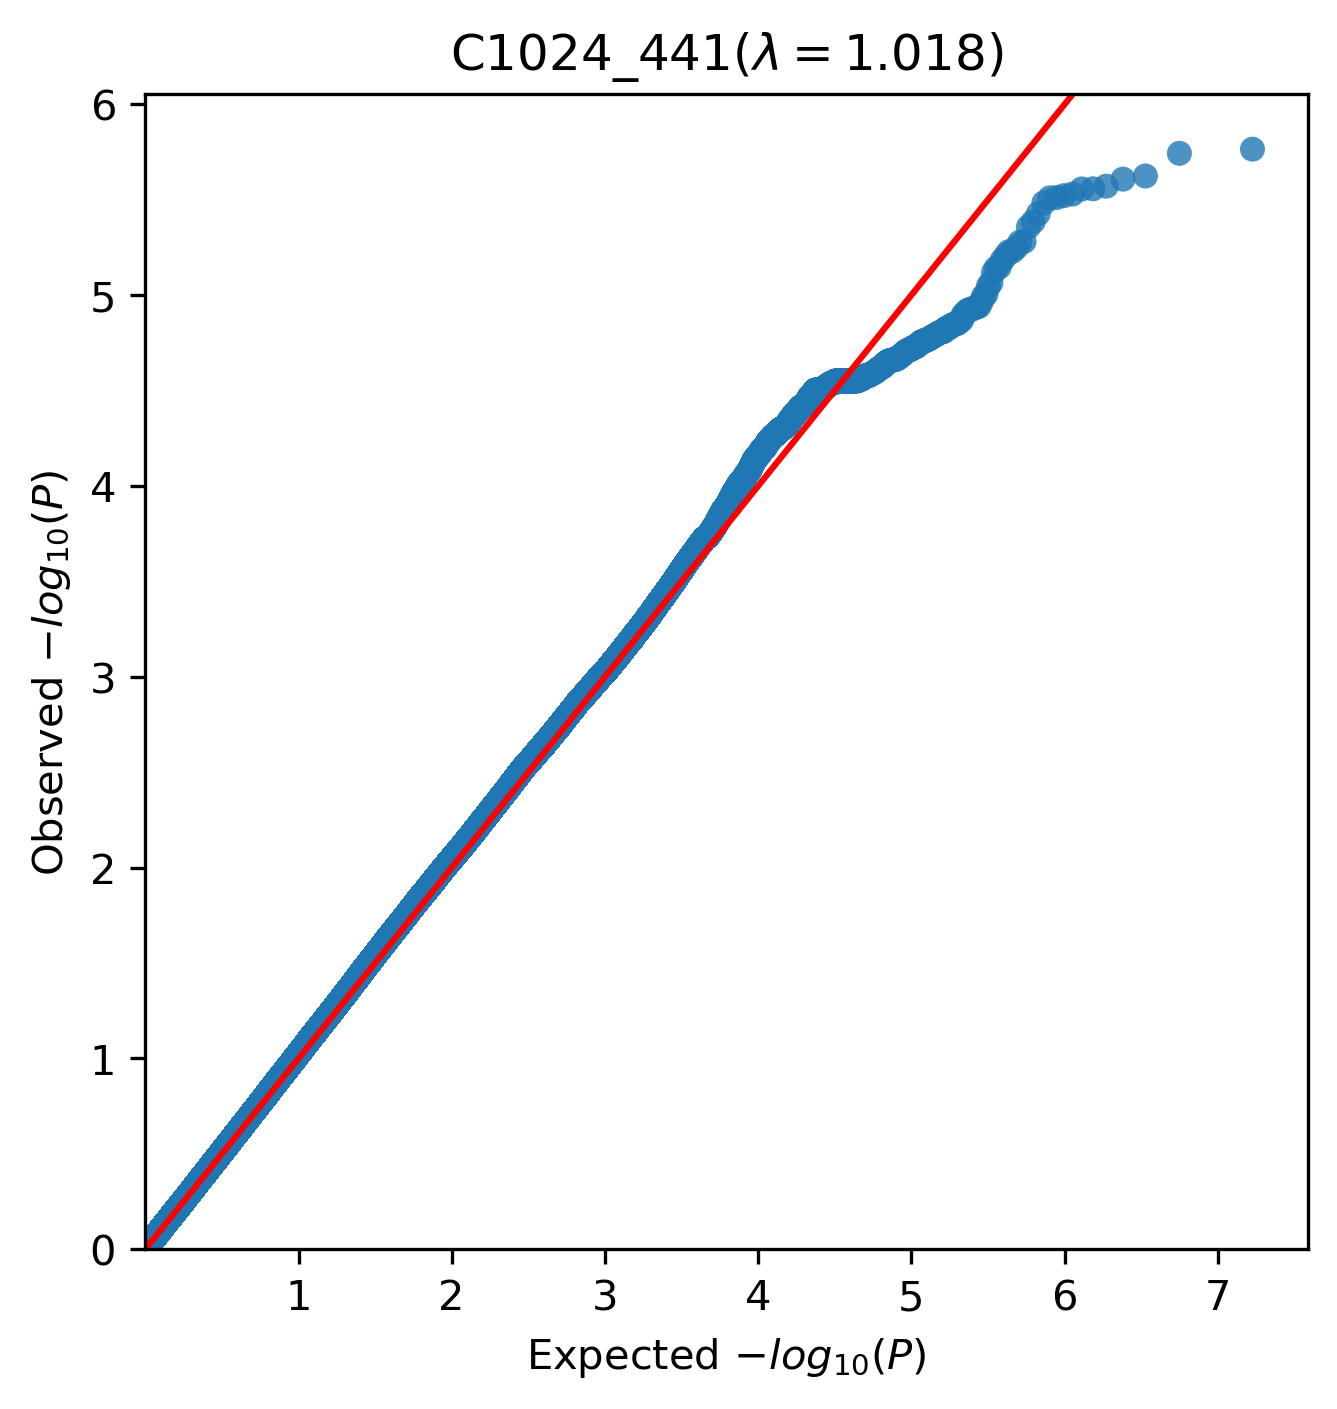 C1024_441(λ = 1.018)
6
5
4
3
2
1
0
Observed −log₁₀(P)
1 2 3 4 5 6 7
Expected −log₁₀(P)